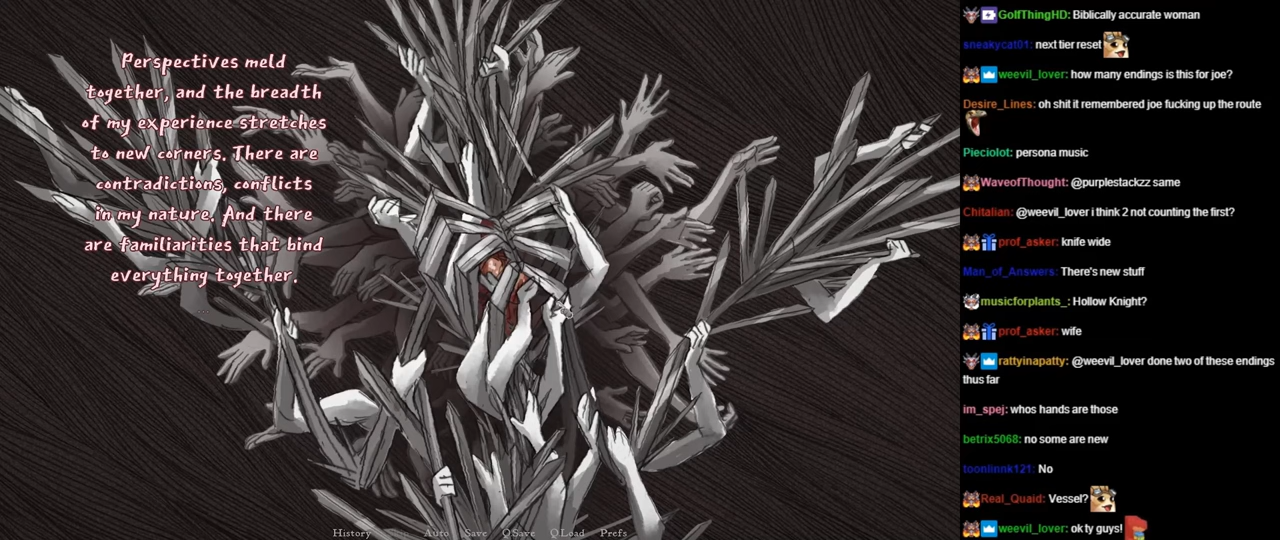 Perspectives meld
together, and the breadth
of my experience stretches
to new corners. There are
contradictions, conflicts
in my nature. And there
are familiarities that bind
everything together.
History
Auto
Save
Q.Save
Q.Load
Prefs
GolfThingHD: Biblically accurate woman
sneakycat01: next tier reset
weevil_lover: how many endings is this for joe?
Desire_Lines: oh shit it remembered joe fucking up the route
Pieciolot: persona music
WaveofThought: @purplestackzz same
Chitalian: @weevil_lover i think 2 not counting the first?
prof_asker: knife wide
Man_of_Answers: There's new stuff
musicforplants_: Hollow Knight?
prof_asker: wife
rattyinapatty: @weevil_lover done two of these endings
thus far
im_spej: whos hands are those
betrix5068: no some are new
toonlinnk121: No
Real_Quaid: Vessel?
weevil_lover: ok ty guys!